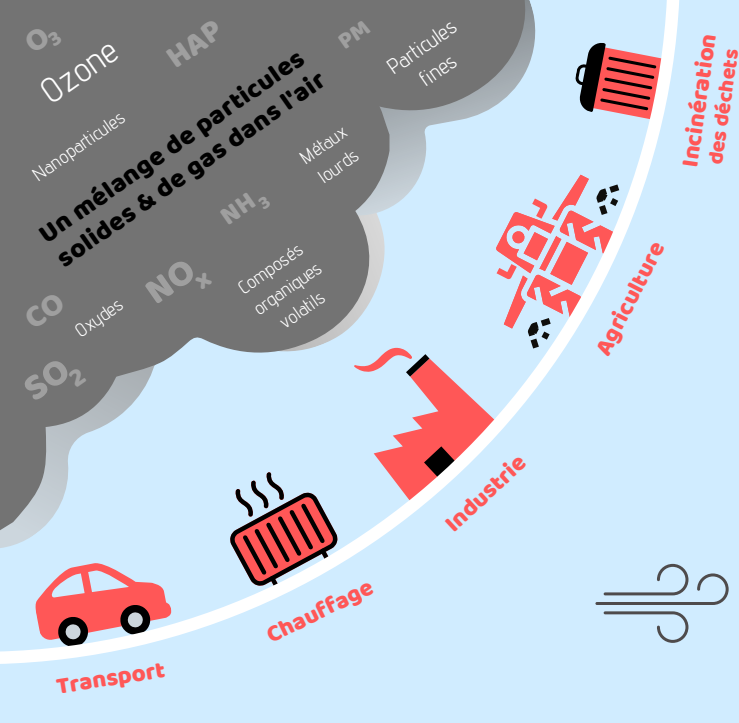 O₃
HAP
PM
Ozone
Particules
fines
Nanoparticules
Un mélange de particules
solides & de gas dans l'air
Métaux
lourds
NH₃
CO
Oxydes
NOₓ
Composés
organiques
volatils
SO₂
Incinération
des déchets
Agriculture
Industrie
Chauffage
Transport